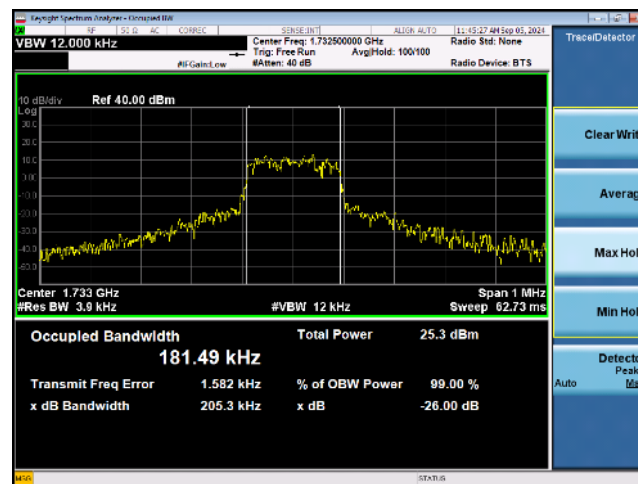 Keysight Spectrum Analyzer - Occupied BW
RF 50 Ω AC CORREC SENSE:INT ALIGN AUTO 11:45:27 AM Sep 05, 2024
VBW 12.000 kHz
Center Freq: 1.732500000 GHz
Radio Std: None
Trig: Free Run Avg|Hold: 100/100
#IFGain:Low #Atten: 40 dB Radio Device: BTS
Trace/Detector
10 dB/div Ref 40.00 dBm
Log
30.0
20.0
10.0
0.00
-10.0
-20.0
-30.0
-40.0
-50.0
Center 1.733 GHz Span 1 MHz
#Res BW 3.9 kHz #VBW 12 kHz Sweep 62.73 ms
Occupied Bandwidth Total Power 25.3 dBm
181.49 kHz
Transmit Freq Error 1.582 kHz % of OBW Power 99.00 %
x dB Bandwidth 205.3 kHz x dB -26.00 dB
Clear Writ
Averag
Max Hol
Min Hol
Detecto
Peak
Auto Ma
MSG STATUS